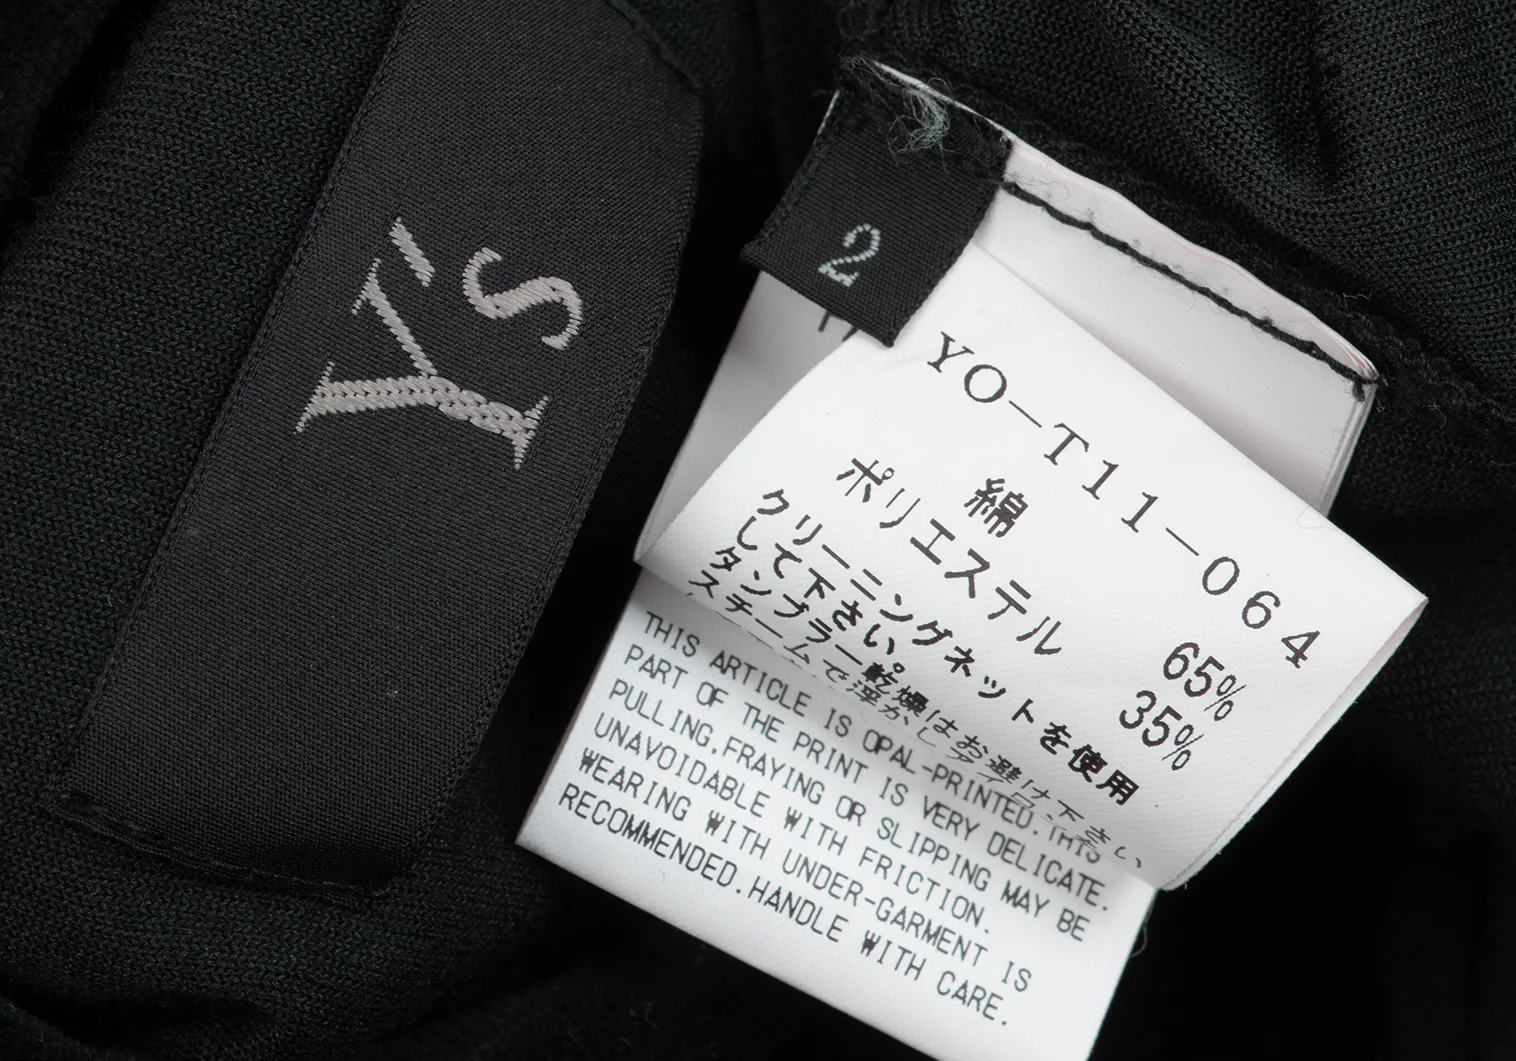 Y's
2
YO-T11-064
綿 65%
ポリエステル 35%
クリーニングネットを使用
して下さい。
タンブラー乾燥はお避け下さい
スチームで浮かし
THIS ARTICLE IS OPAL-PRINTED.THIS
PART OF THE PRINT IS VERY DELICATE.
PULLING,FRAYING OR SLIPPING MAY BE
UNAVOIDABLE WITH FRICTION.
WEARING WITH UNDER-GARMENT IS
RECOMMENDED.HANDLE WITH CARE.